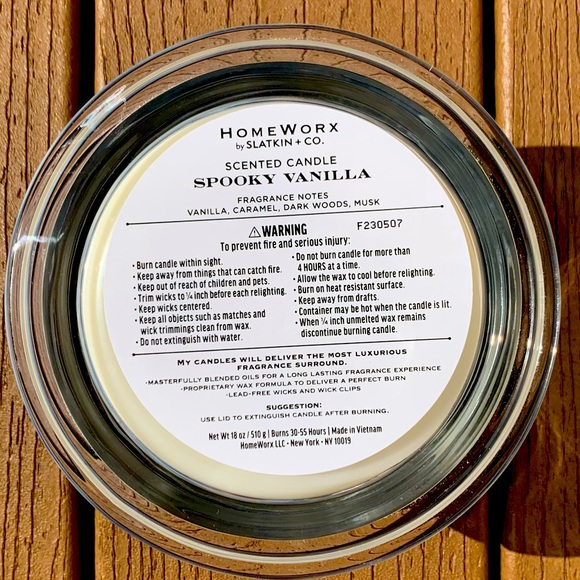 HOMEWORX
by SLATKIN + CO.
SCENTED CANDLE
SPOOKY VANILLA
FRAGRANCE NOTES
VANILLA, CARAMEL, DARK WOODS, MUSK
⚠WARNING F230507
To prevent fire and serious injury:
• Burn candle within sight.
• Keep away from things that can catch fire.
• Keep out of reach of children and pets.
• Trim wicks to ¼ inch before each relighting.
• Keep wicks centered.
• Keep all objects such as matches and
wick trimmings clean from wax.
• Do not extinguish with water.
• Do not burn candle for more than
4 HOURS at a time.
• Allow the wax to cool before relighting.
• Burn on heat resistant surface.
• Keep away from drafts.
• Container may be hot when the candle is lit.
• When ¼ inch unmelted wax remains
discontinue burning candle.
MY CANDLES WILL DELIVER THE MOST LUXURIOUS
FRAGRANCE SURROUND.
•MASTERFULLY BLENDED OILS FOR A LONG LASTING FRAGRANCE EXPERIENCE
•PROPRIETARY WAX FORMULA TO DELIVER A PERFECT BURN
•LEAD-FREE WICKS AND WICK CLIPS
SUGGESTION:
USE LID TO EXTINGUISH CANDLE AFTER BURNING.
Net Wt 18 oz / 510 g | Burns 30-55 Hours | Made in Vietnam
HomeWorx LLC • New York • NY 10019